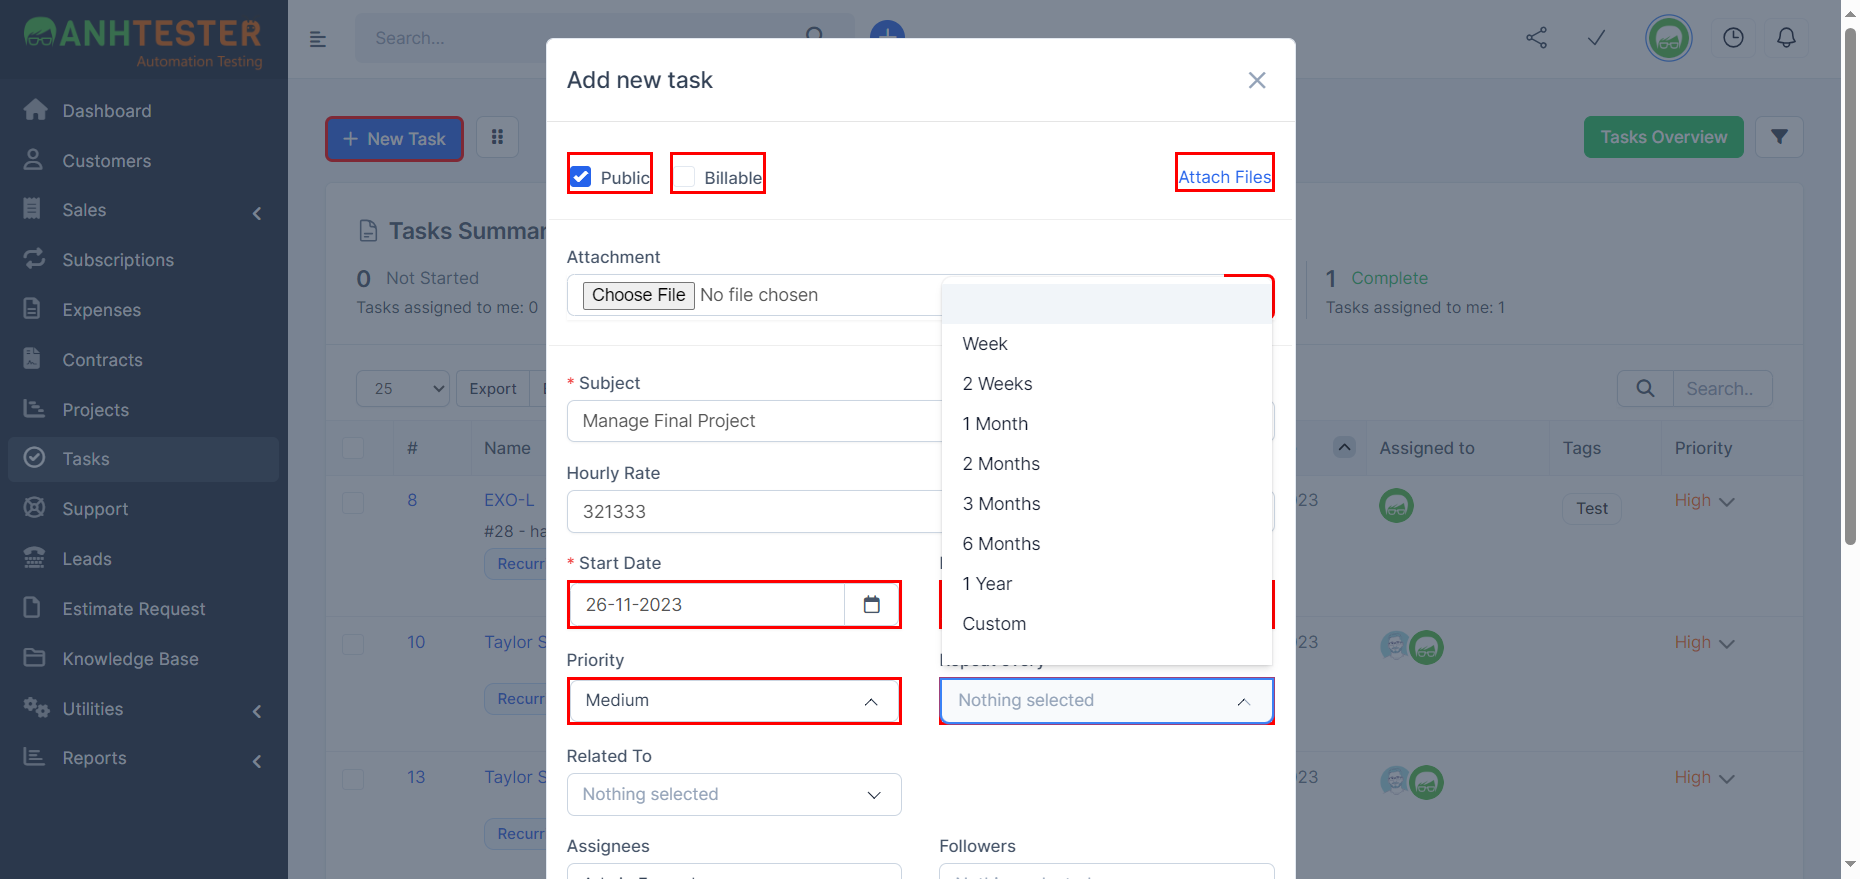 ANHTESTER
Automation Testing
Search...
Dashboard
Customers
Sales
Subscriptions
Expenses
Contracts
Projects
Tasks
Support
Leads
Estimate Request
Knowledge Base
Utilities
Reports
+ New Task
Tasks Overview
Tasks Summar
0 Not Started
Tasks assigned to me: 0
1 Complete
Tasks assigned to me: 1
25
Export
Search..
# Name Assigned to Tags Priority
8 EXO-L 23 Test High
#28 - ha
Recurr
10 Taylor S 23 High
Recurr
13 Taylor S 23 High
Recurr
Add new task
Public
Billable
Attach Files
Attachment
Choose File No file chosen
* Subject
Manage Final Project
Hourly Rate
321333
* Start Date
26-11-2023
Week
2 Weeks
1 Month
2 Months
3 Months
6 Months
1 Year
Custom
Priority
Medium
Repeat every
Nothing selected
Related To
Nothing selected
Assignees
Followers